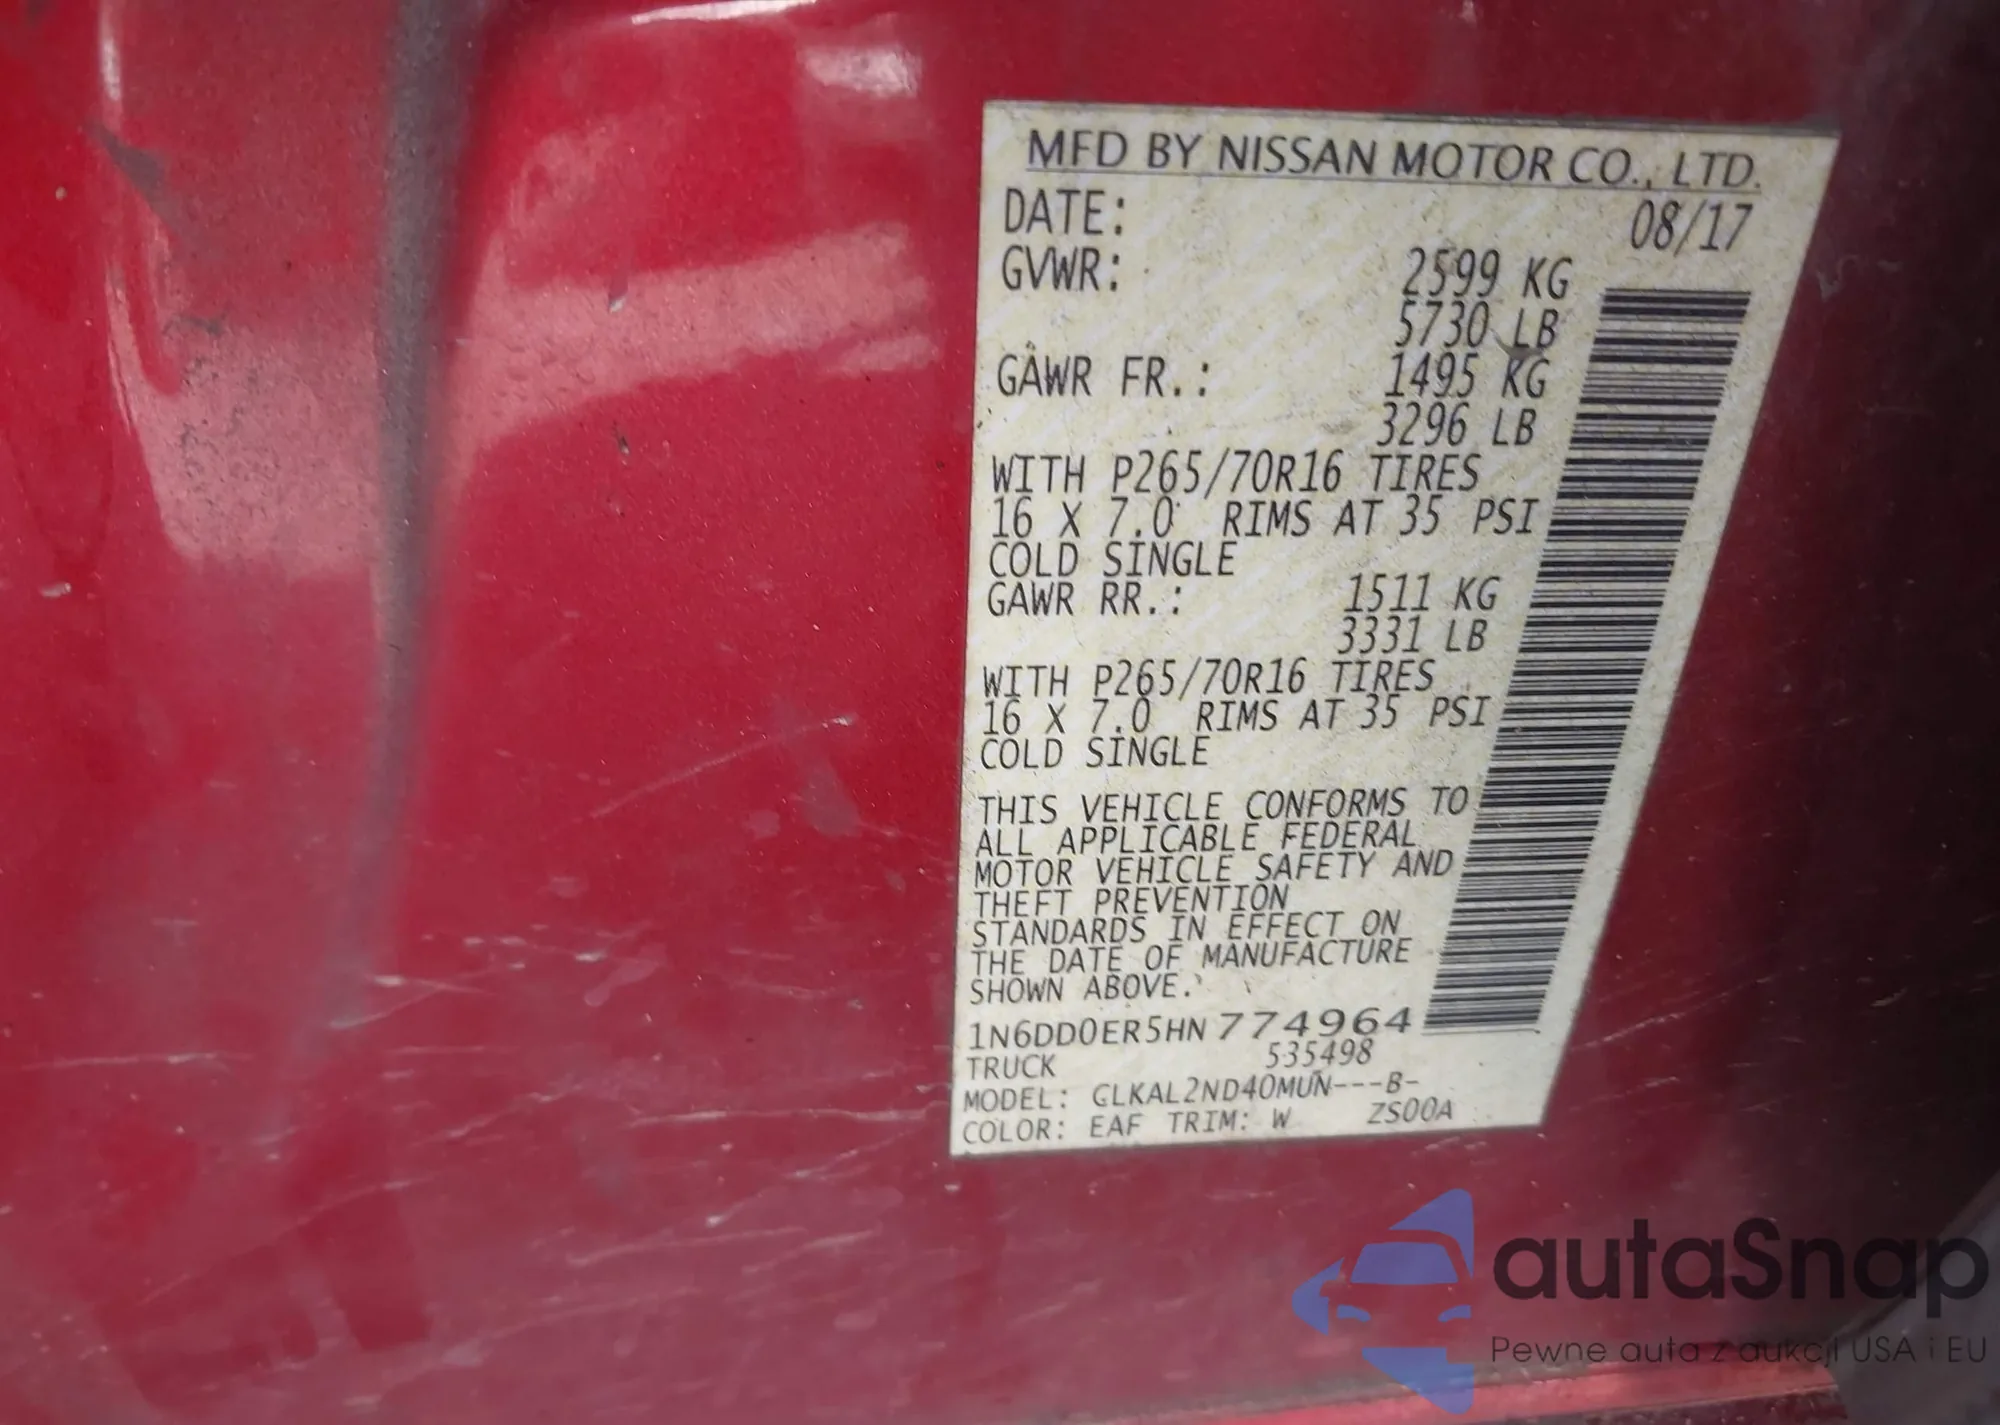 MFD BY NISSAN MOTOR CO., LTD.
DATE: 08/17
GVWR: 2599 KG
5730 LB
GAWR FR.: 1495 KG
3296 LB
WITH P265/70R16 TIRES
16 X 7.0 RIMS AT 35 PSI
COLD SINGLE
GAWR RR.: 1511 KG
3331 LB
WITH P265/70R16 TIRES
16 X 7.0 RIMS AT 35 PSI
COLD SINGLE
THIS VEHICLE CONFORMS TO
ALL APPLICABLE FEDERAL
MOTOR VEHICLE SAFETY AND
THEFT PREVENTION
STANDARDS IN EFFECT ON
THE DATE OF MANUFACTURE
SHOWN ABOVE.
1N6DD0ER5HN774964
TRUCK 535498
MODEL: GLKAL2ND40MUN---B-
COLOR: EAF TRIM: W ZS00A
autaSnap
Pewne auta z aukcji USA i EU